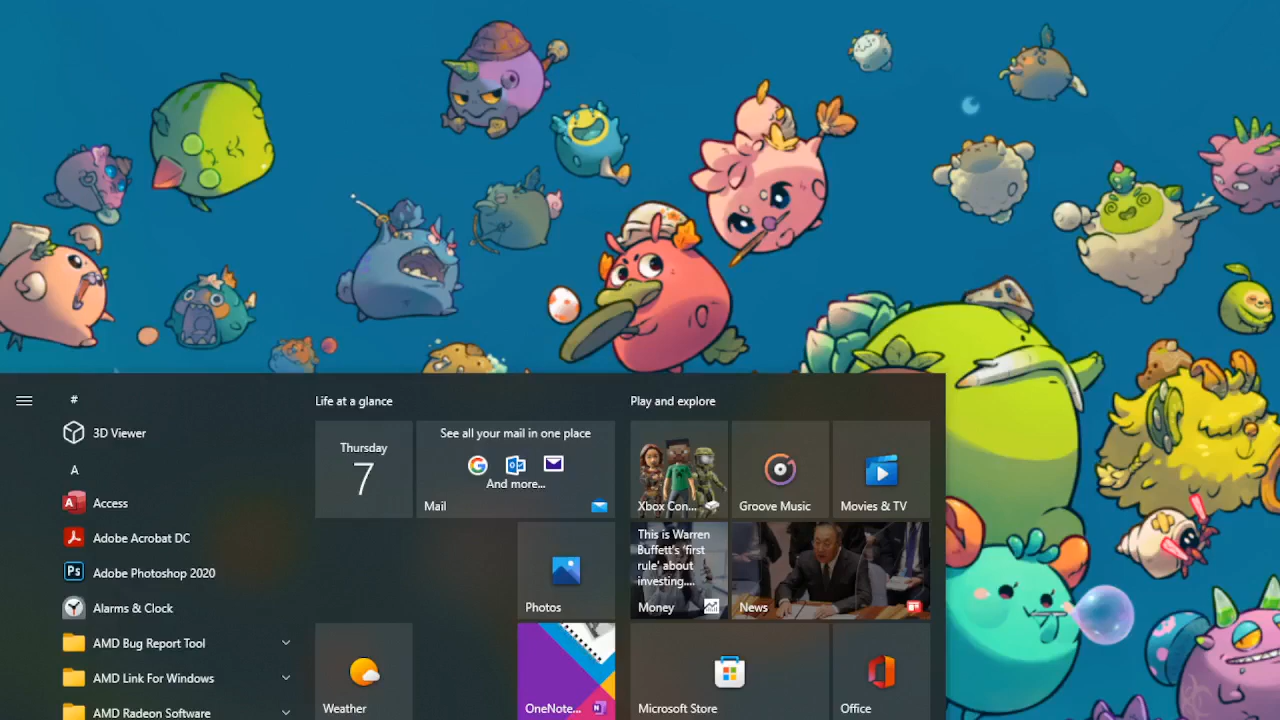 #
3D Viewer
A
Access
Adobe Acrobat DC
Ps
Adobe Photoshop 2020
Alarms & Clock
AMD Bug Report Tool
AMD Link For Windows
AMD Radeon Software
Life at a glance
Thursday
7
See all your mail in one place
And more...
Mail
Photos
Weather
OneNote...
Play and explore
Xbox Con...
Groove Music
Movies & TV
This is Warren
Buffett's 'first
rule' about
investing....
Money
News
Microsoft Store
Office